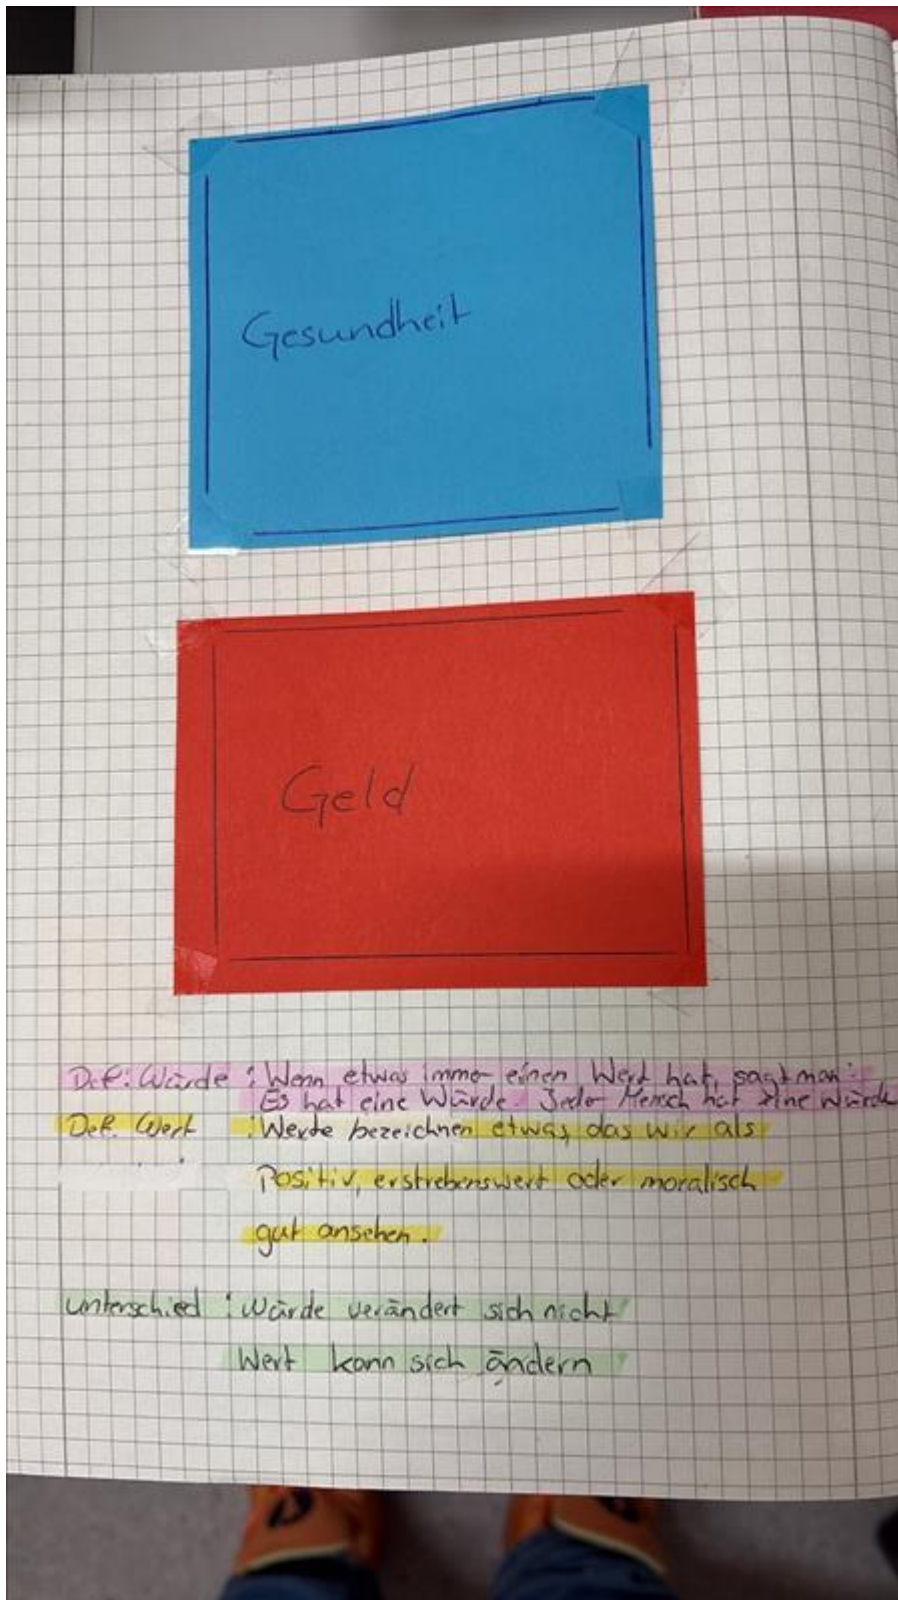 Gesundheit
Geld
Def: Würde : Wenn etwas immer einen Wert hat, sagt man:
Es hat eine Würde. Jeder Mensch hat eine Würde
Def. Wert : Werte bezeichnen etwas, das wir als
Positiv, erstrebenswert oder moralisch
gut ansehen.
Unterschied : Würde verändert sich nicht
Wert kann sich ändern